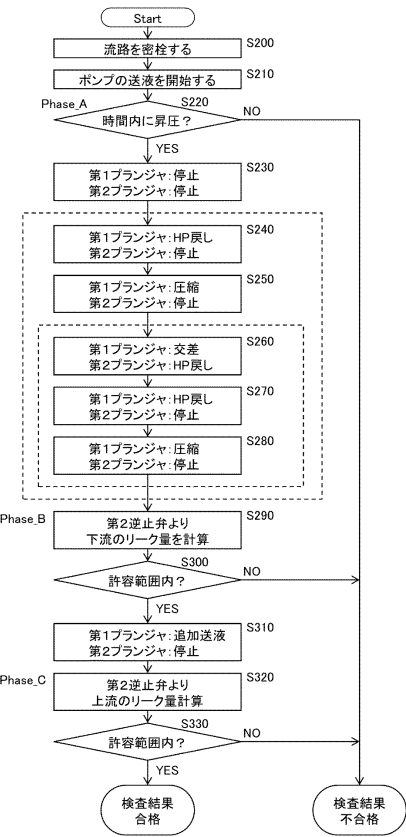 Start
流路を密栓する
S200
ポンプの送液を開始する
S210
Phase_A
S220
時間内に昇圧？
NO
YES
第1プランジャ：停止
第2プランジャ：停止
S230
第1プランジャ：HP戻し
第2プランジャ：停止
S240
第1プランジャ：圧縮
第2プランジャ：停止
S250
第1プランジャ：交差
第2プランジャ：HP戻し
S260
第1プランジャ：HP戻し
第2プランジャ：停止
S270
第1プランジャ：圧縮
第2プランジャ：停止
S280
Phase_B
第2逆止弁より
下流のリーク量を計算
S290
S300
許容範囲内？
NO
YES
第1プランジャ：追加送液
第2プランジャ：停止
S310
Phase_C
第2逆止弁より
上流のリーク量計算
S320
S330
許容範囲内？
NO
YES
検査結果
合格
検査結果
不合格